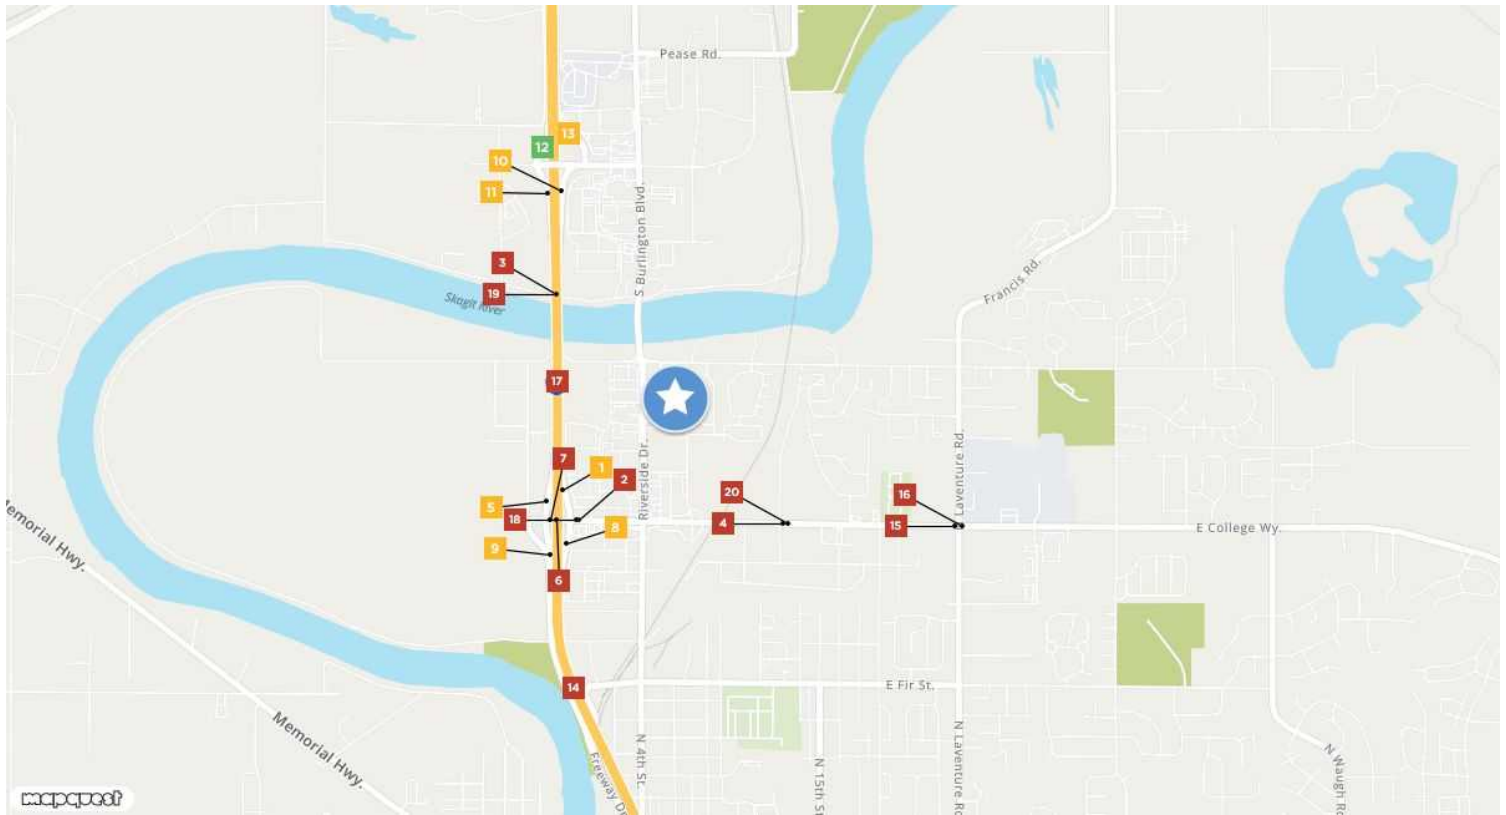 Pease Rd.
13
12
10
11
S Burlington Blvd.
3
19
Skagit River
Francis Rd.
17
7
1
2
Riverside Dr.
Laventure Rd.
5
18
20
16
4
15
8
E College Wy.
9
Memorial Hwy.
6
14
E Fir St.
Memorial Hwy.
Freeway Dr
N 4th St.
N 15th St
N Laventure Rd
N Waugh Rd
mapquest